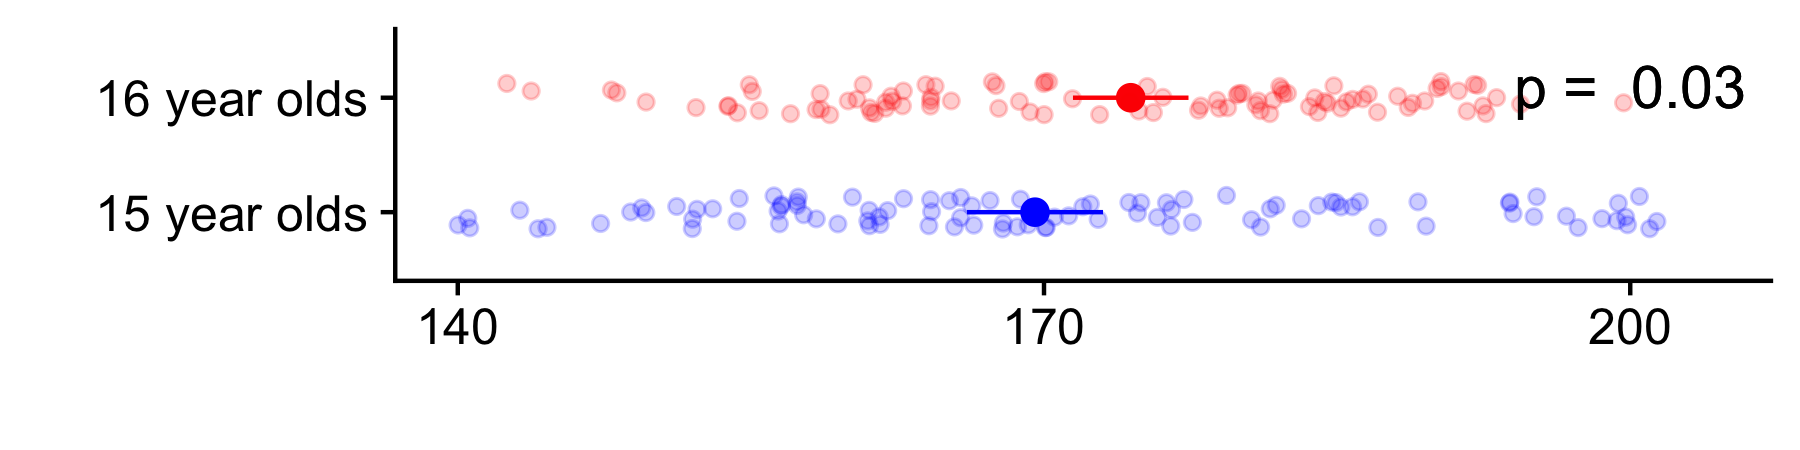 16 year olds
p = 0.03
15 year olds
140 170 200